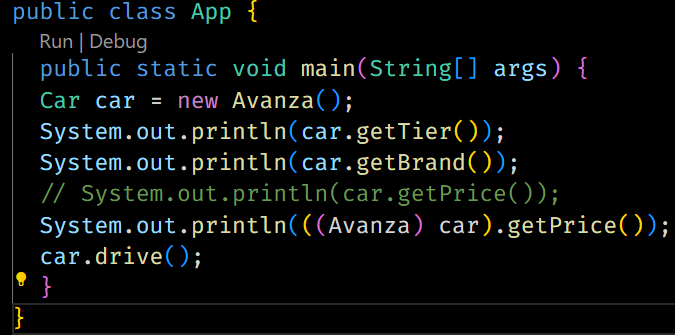 public class App {
Run | Debug
public static void main(String[] args) {
Car car = new Avanza();
System.out.println(car.getTier());
System.out.println(car.getBrand());
// System.out.println(car.getPrice());
System.out.println(((Avanza) car).getPrice());
car.drive();
}
}